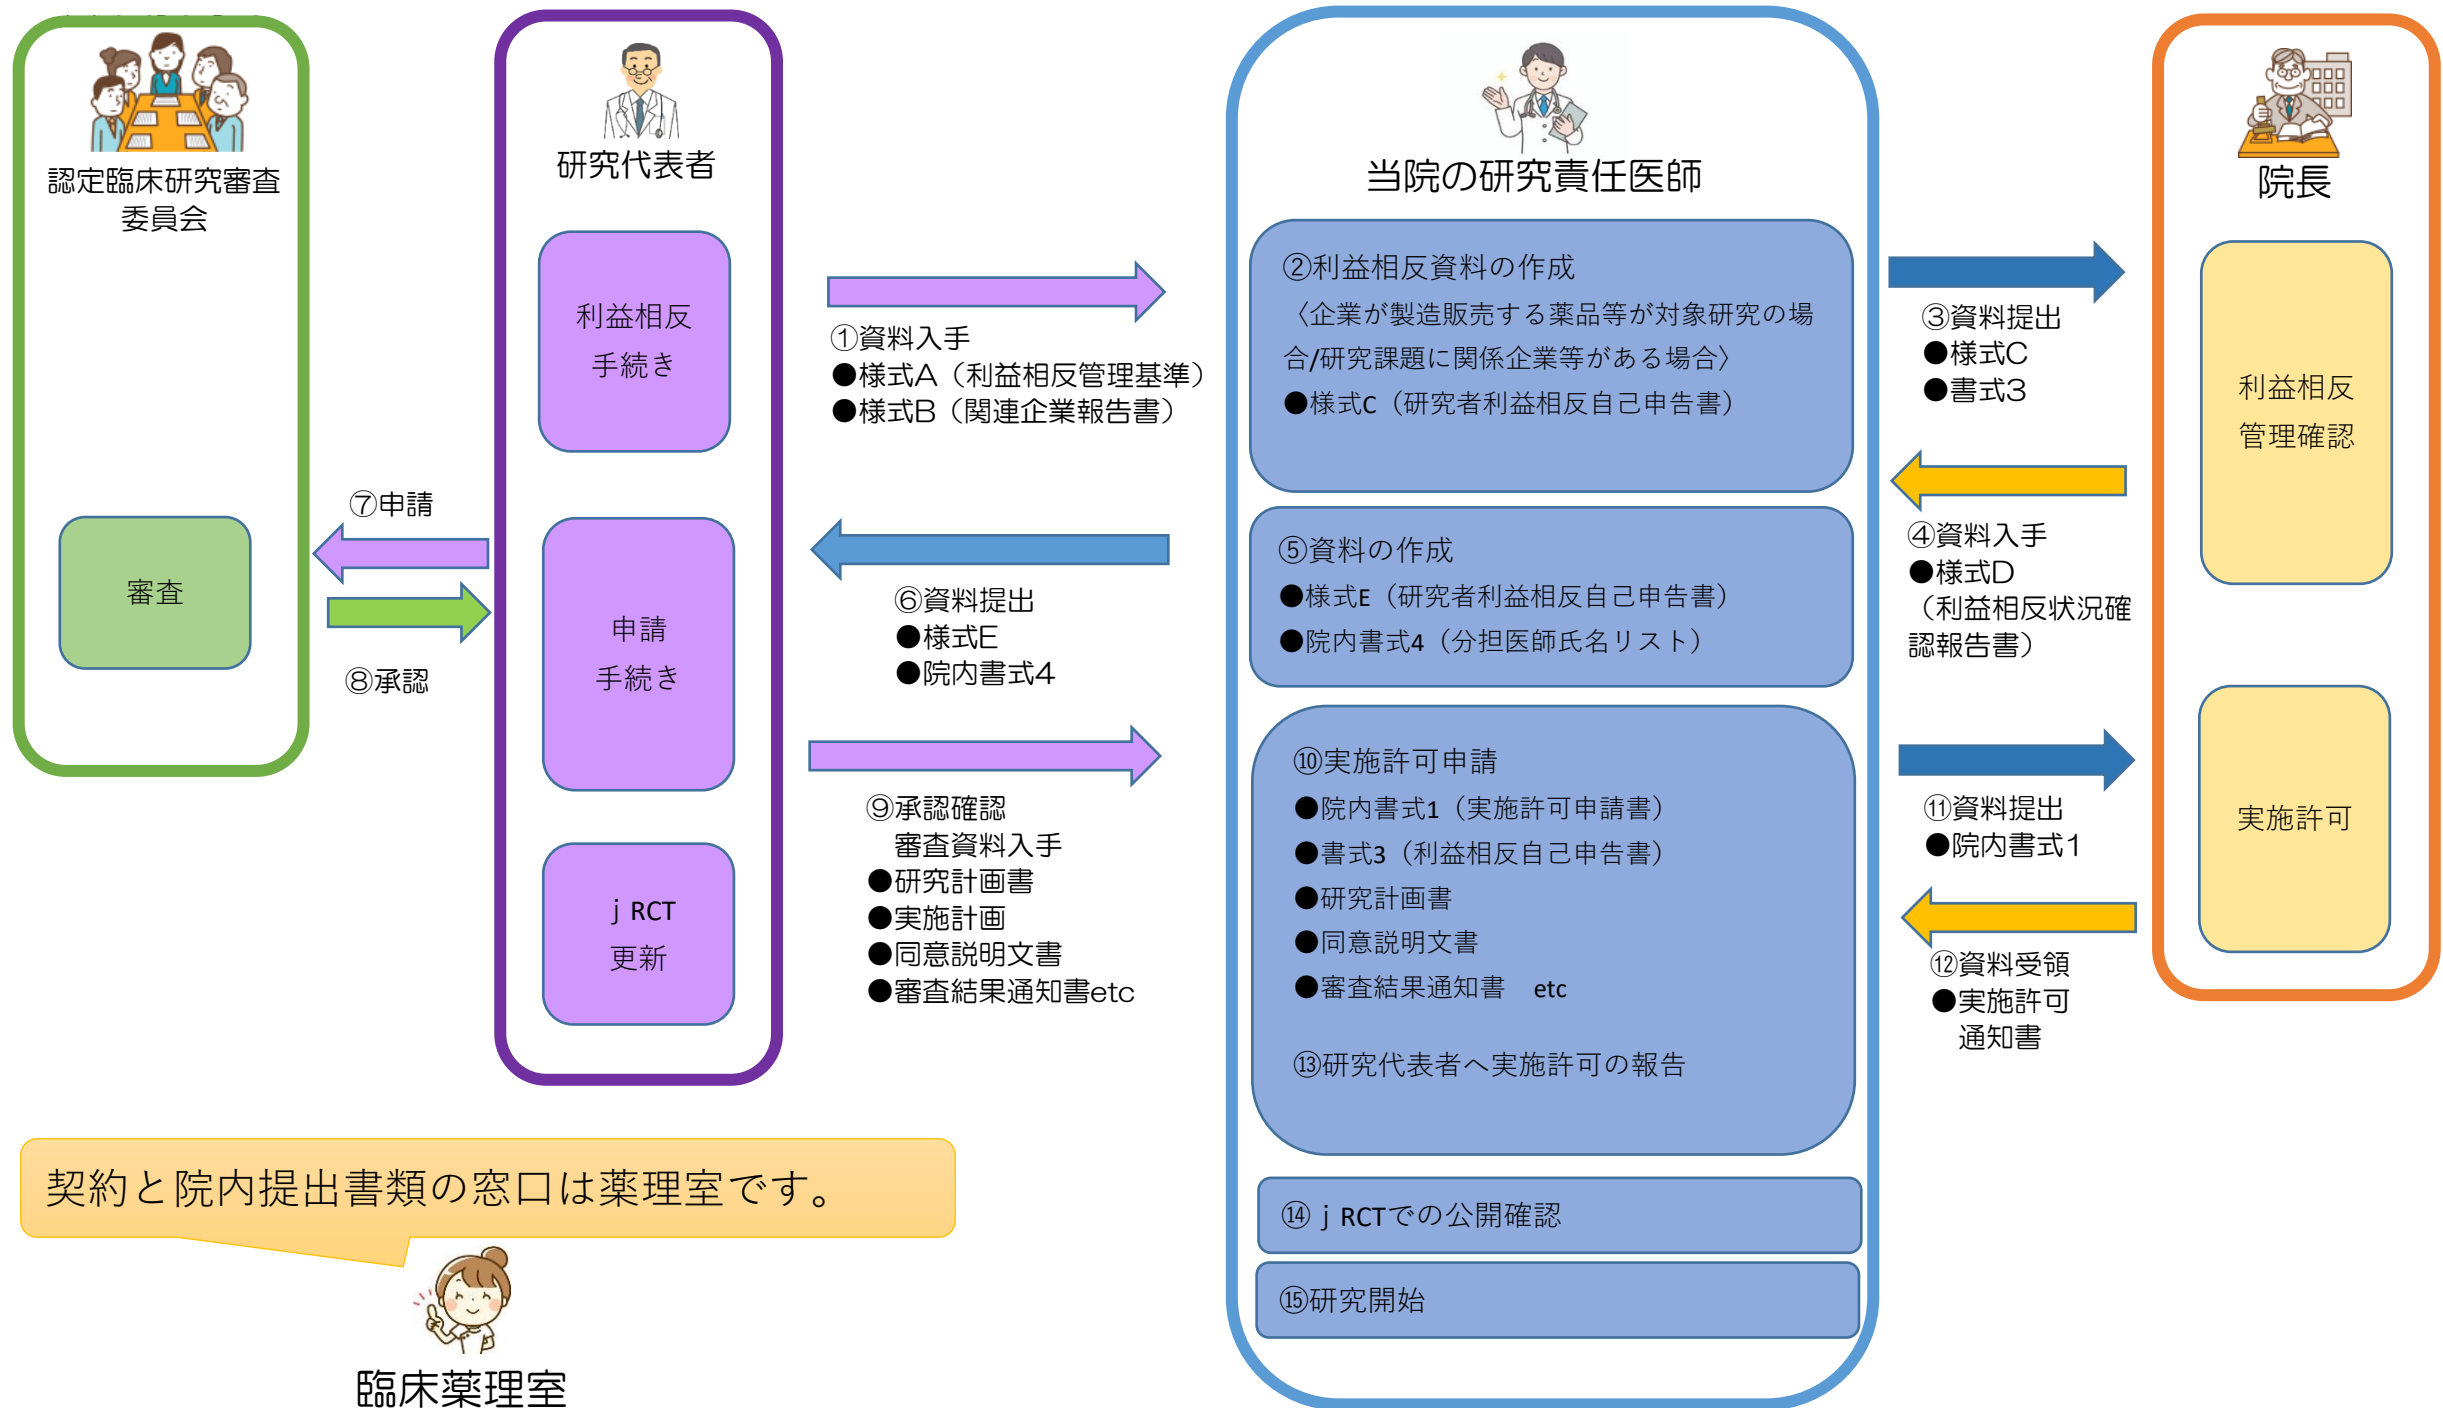 認定臨床研究審査
委員会
審査
⑦申請
⑧承認
研究代表者
利益相反
手続き
申請
手続き
ｊRCT
更新
①資料入手
●様式A（利益相反管理基準）
●様式B（関連企業報告書）
⑥資料提出
●様式E
●院内書式4
⑨承認確認
審査資料入手
●研究計画書
●実施計画
●同意説明文書
●審査結果通知書etc
当院の研究責任医師
②利益相反資料の作成
〈企業が製造販売する薬品等が対象研究の場
合/研究課題に関係企業等がある場合〉
●様式C（研究者利益相反自己申告書）
⑤資料の作成
●様式E（研究者利益相反自己申告書）
●院内書式4（分担医師氏名リスト）
⑩実施許可申請
●院内書式1（実施許可申請書）
●書式3（利益相反自己申告書）
●研究計画書
●同意説明文書
●審査結果通知書　etc
⑬研究代表者へ実施許可の報告
⑭ｊRCTでの公開確認
⑮研究開始
③資料提出
●様式C
●書式3
④資料入手
●様式D
（利益相反状況確
認報告書）
⑪資料提出
●院内書式1
⑫資料受領
●実施許可
通知書
院長
利益相反
管理確認
実施許可
契約と院内提出書類の窓口は薬理室です。
臨床薬理室